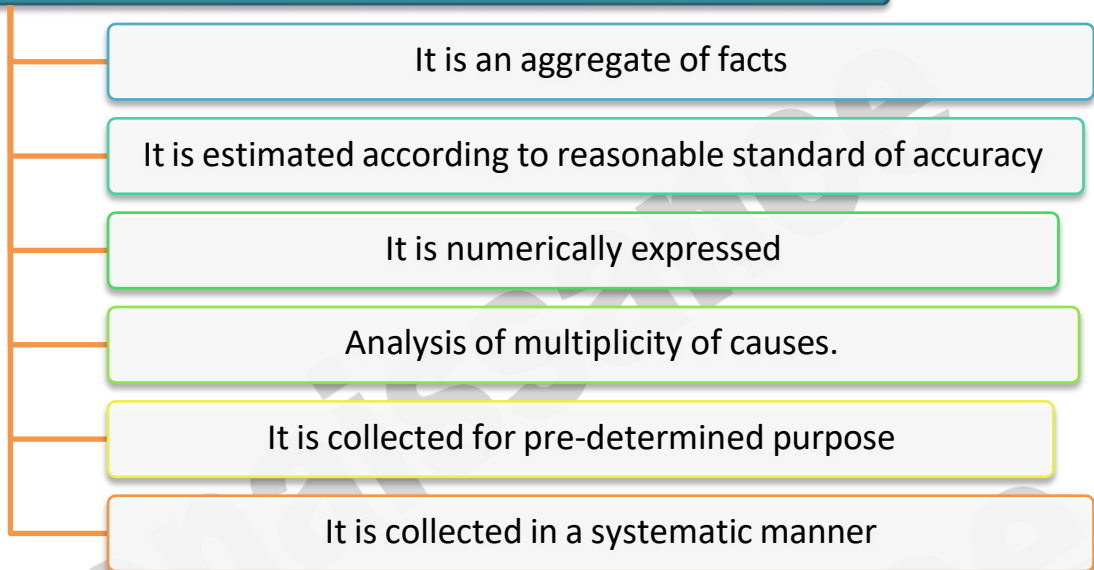 It is an aggregate of facts
It is estimated according to reasonable standard of accuracy
It is numerically expressed
Analysis of multiplicity of causes.
It is collected for pre-determined purpose
It is collected in a systematic manner